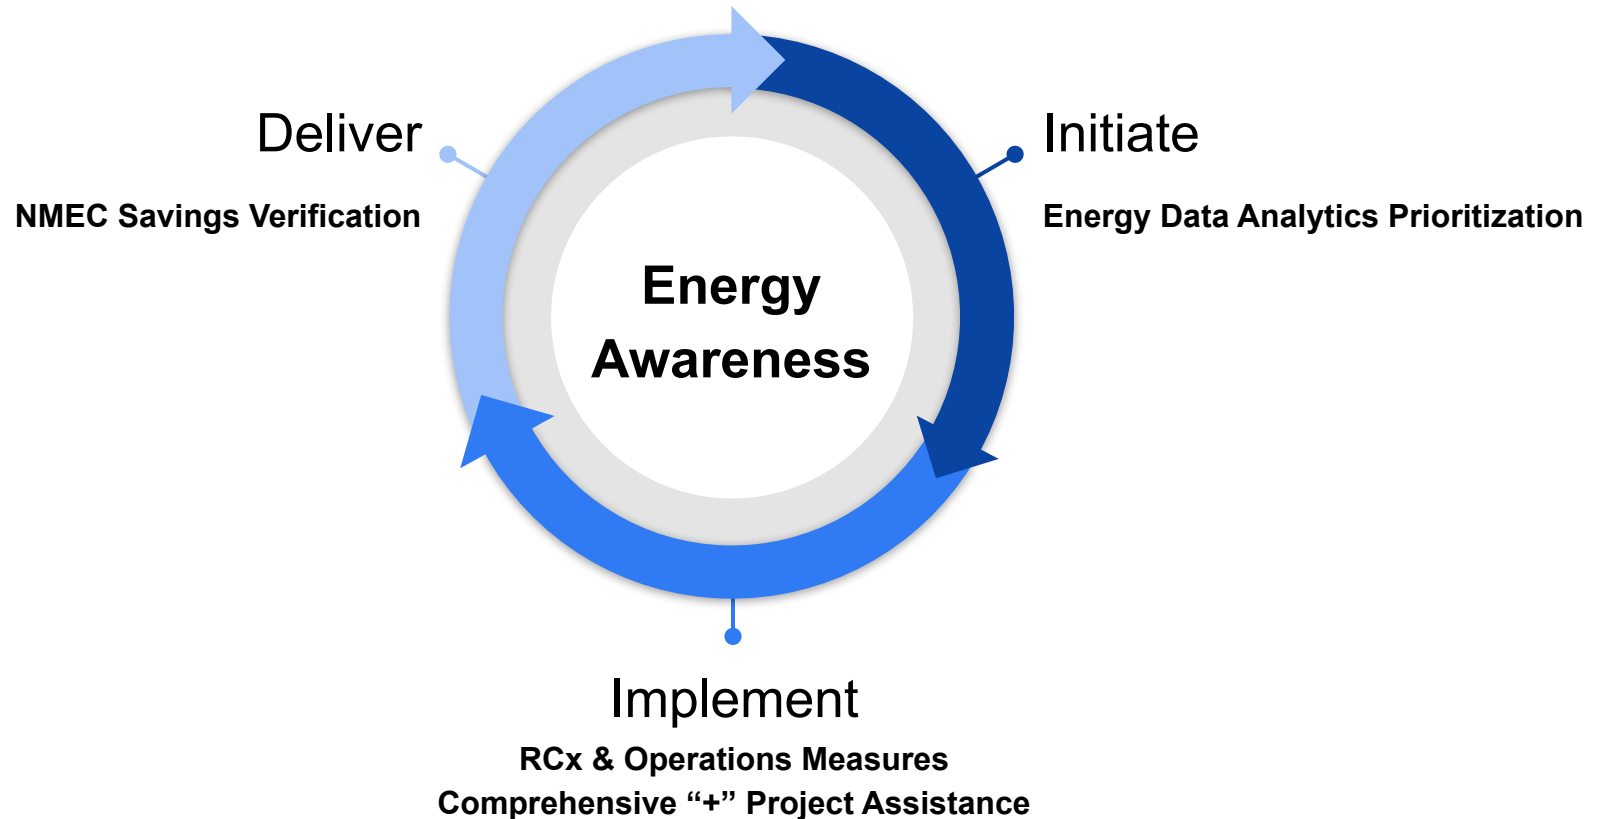 Deliver
NMEC Savings Verification
Initiate
Energy Data Analytics Prioritization
Energy
Awareness
Implement
RCx & Operations Measures
Comprehensive “+” Project Assistance